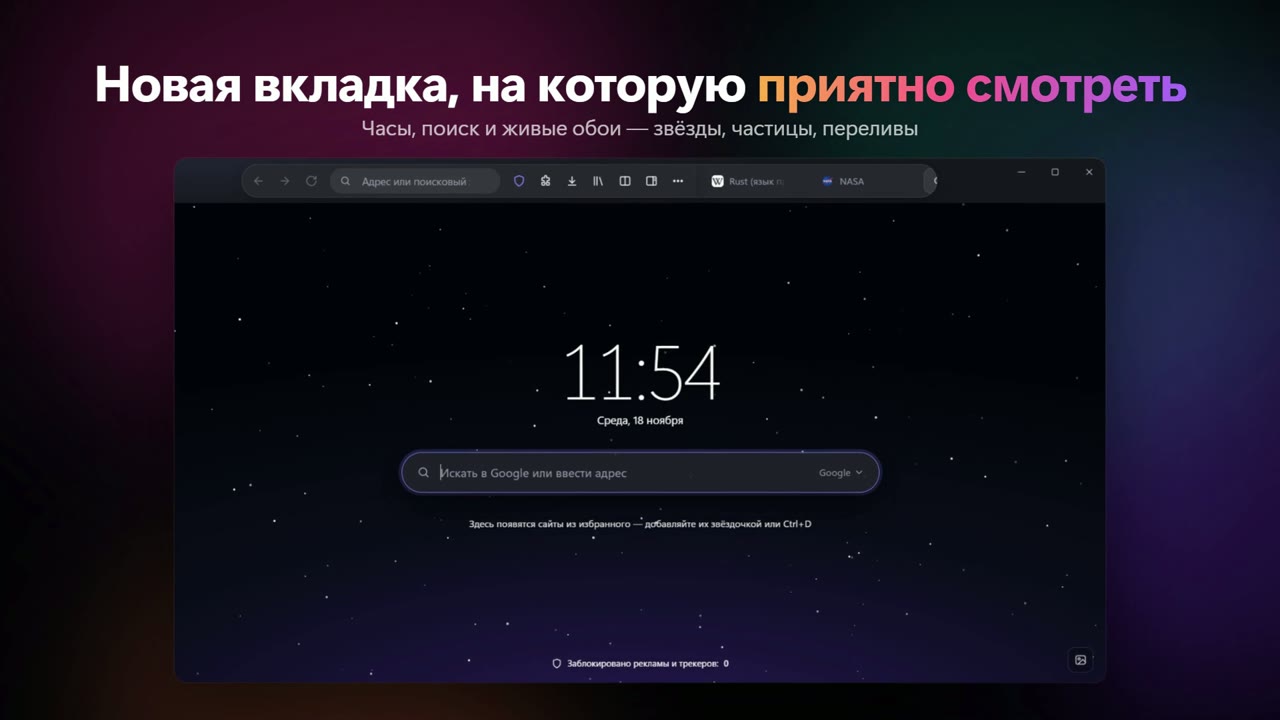 Новая вкладка, на которую приятно смотреть
Часы, поиск и живые обои — звёзды, частицы, переливы
Адрес или поисковый
W Rust (язык п
NASA
11:54
Среда, 18 ноября
Искать в Google или ввести адрес
Google
Здесь появятся сайты из избранного — добавляйте их звёздочкой или Ctrl+D
Заблокировано рекламы и трекеров: 0